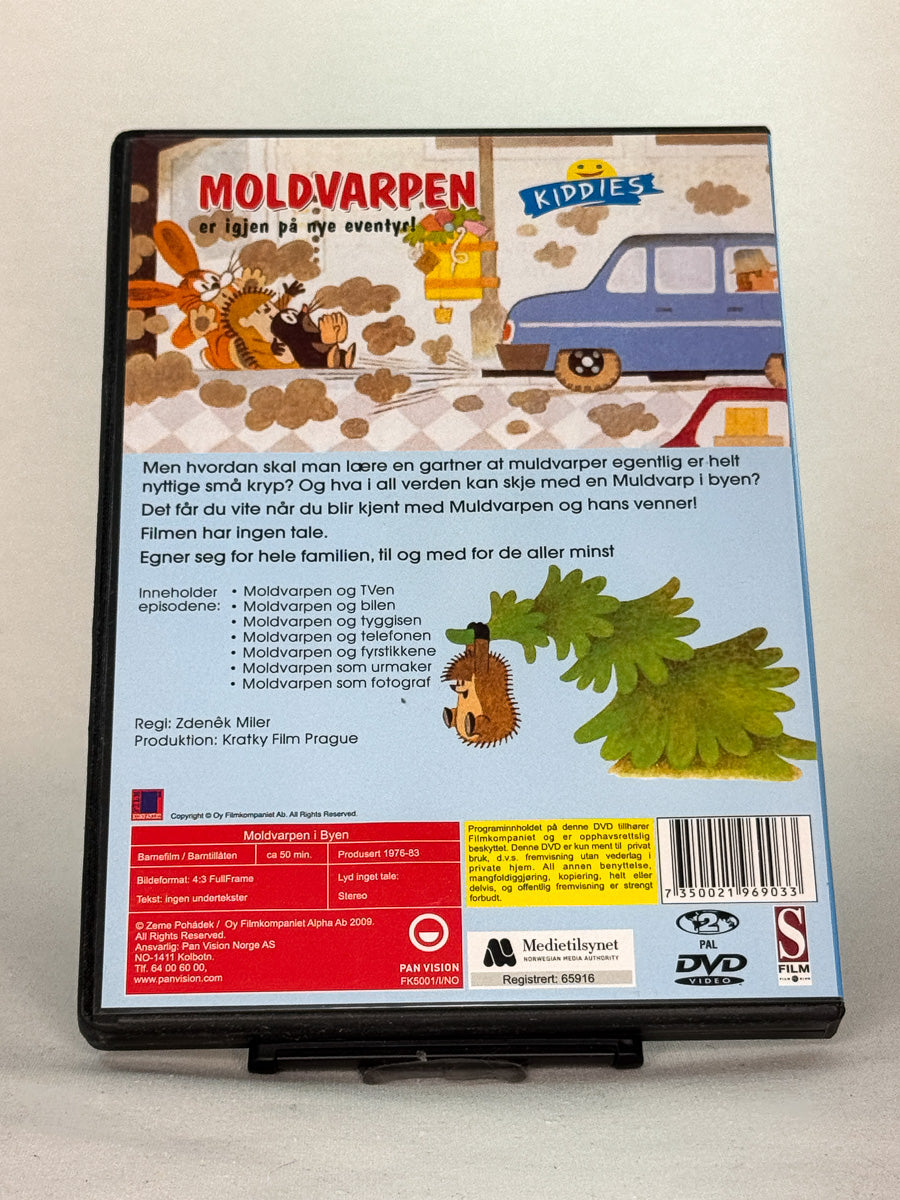 MOLDVARPEN
er igjen på nye eventyr!
KIDDIES
Men hvordan skal man lære en gartner at muldvarper egentlig er helt
nyttige små kryp? Og hva i all verden kan skje med en Muldvarp i byen?
Det får du vite når du blir kjent med Muldvarpen og hans venner!
Filmen har ingen tale.
Egner seg for hele familien, til og med for de aller minst
Inneholder
episodene:
• Moldvarpen og TVen
• Moldvarpen og bilen
• Moldvarpen og tyggisen
• Moldvarpen og telefonen
• Moldvarpen og fyrstikkene
• Moldvarpen som urmaker
• Moldvarpen som fotograf
Regi: Zdenêk Miler
Produktion: Kratky Film Prague
Copyright © Oy Filmkompaniet Ab. All Rights Reserved.
Moldvarpen i Byen
Barnefilm / Barntillåten
ca 50 min.
Produsert 1976-83
Bildeformat: 4:3 FullFrame
Tekst: ingen undertekster
Lyd inget tale:
Stereo
© Zeme Pohádek / Oy Filmkompaniet Alpha Ab 2009.
All Rights Reserved.
Ansvarlig: Pan Vision Norge AS
NO-1411 Kolbotn.
Tlf. 64 00 60 00,
www.panvision.com
PAN VISION
FK5001/I/NO
Programinnholdet på denne DVD tillhører
Filmkompaniet og er opphavsrettslig
beskyttet. Denne DVD er kun ment til privat
bruk, d.v.s. fremvisning utan vederlag i
private hjem. All annen benyttelse,
mangfoldiggjøring, kopiering, helt eller
delvis, og offentlig fremvisning er strengt
forbudt.
7 350021 969033
Medietilsynet
NORWEGIAN MEDIA AUTHORITY
Registrert: 65916
2
PAL
DVD
VIDEO
S
FILM